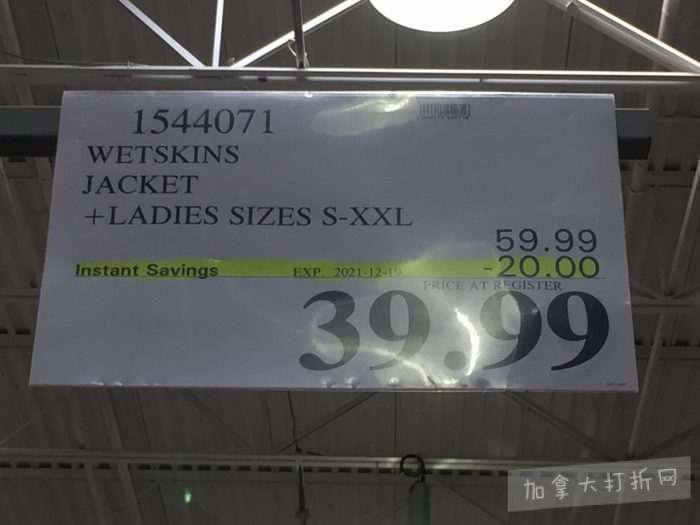 1544071
WETSKINS
JACKET
+LADIES SIZES S-XXL
59.99
Instant Savings EXP. 2021-12-19 -20.00
PRICE AT REGISTER
39.99
加拿大打折网